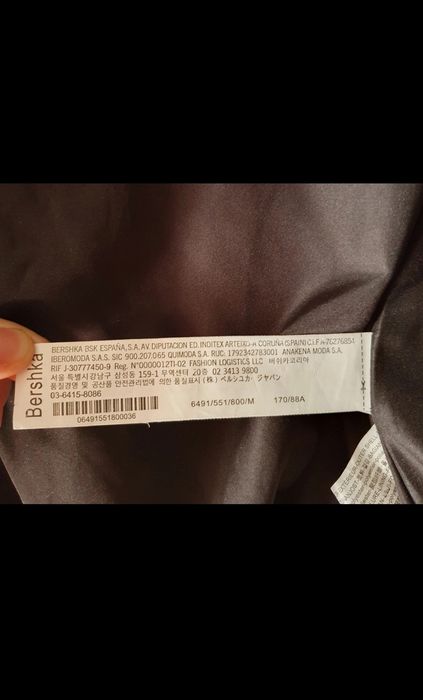 Bershka
BERSHKA BSK ESPAÑA, S.A. AV. DIPUTACION ED. INDITEX ARTEIXO-A CORUÑA (SPAIN) C.I.F.
IBEROMODA S.A.S. SIC 900.207.065 QUIMODA S.A. RUC: 1792342783001 ANAKENA MODA S.A.
RIF J-30777450-9 Reg. N°0000012TI-02 FASHION LOGISTICS LLC 버쉬카코리아
서울 특별시강남구 삼성동 159-1 무역센터 20층 02 3413 9800
품질경영 및 공산품 안전관리법에 의한 품질표시 (株) ベルシュカ・ジャパン
03-6415-8086
06491551800036
6491/551/800/M
170/88A